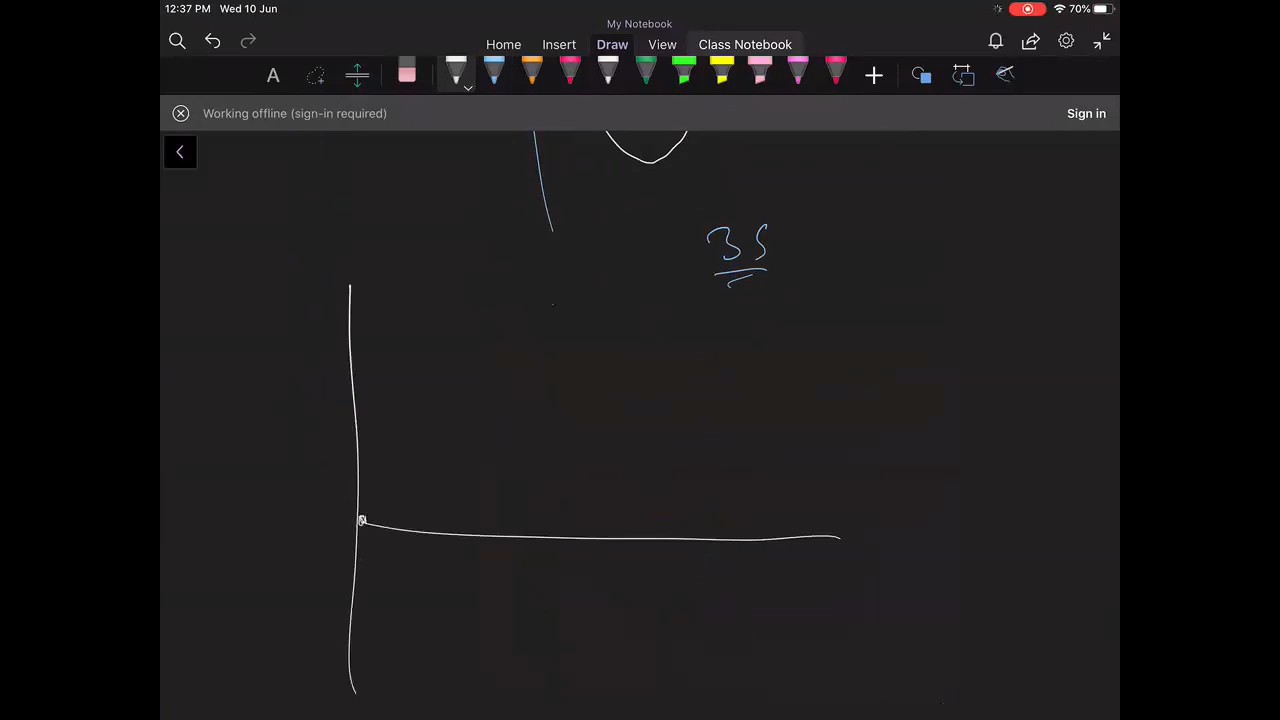 12:37 PM Wed 10 Jun 70%
My Notebook
Home Insert Draw View Class Notebook
A
Working offline (sign-in required) Sign in
3s